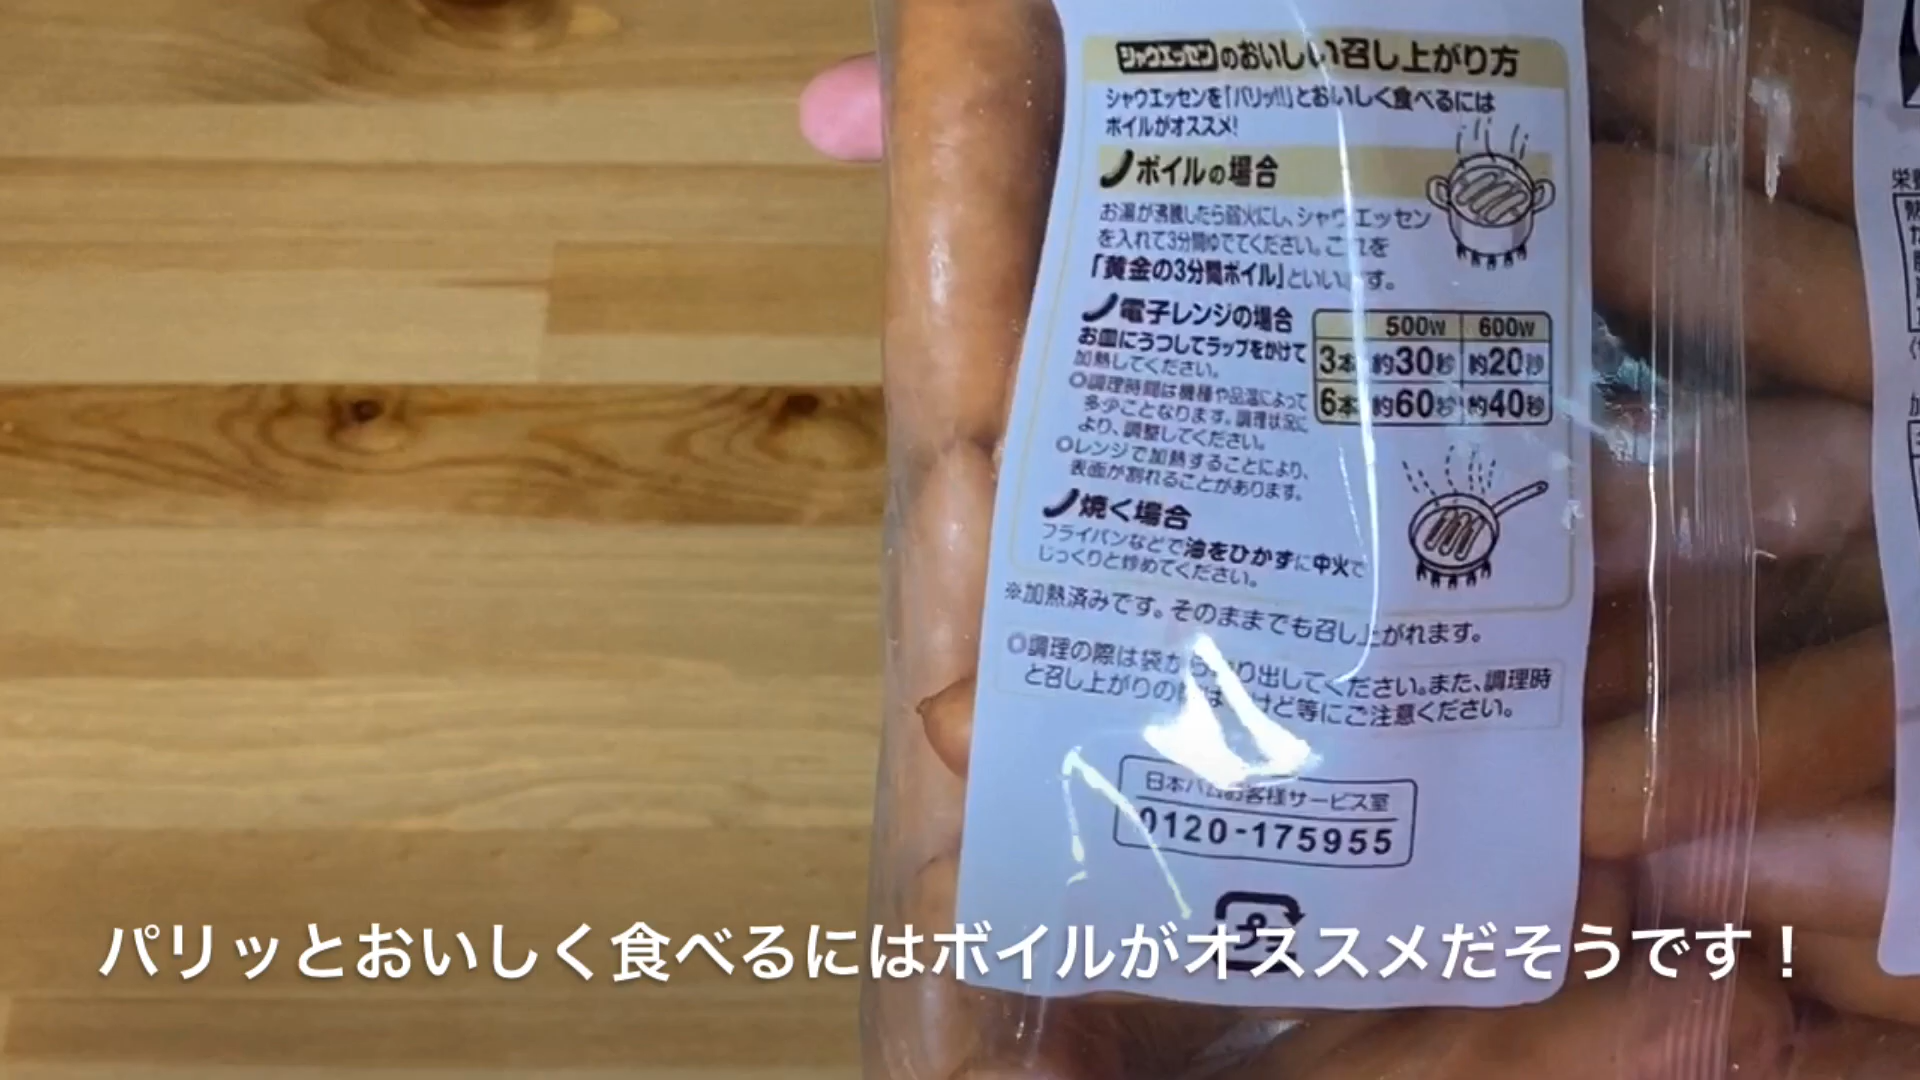 シャウエッセンのおいしい召し上がり方
シャウエッセンを「パリッ!!」とおいしく食べるには
ボイルがオススメ!
ボイルの場合
お湯が沸騰したら弱火にし、シャウエッセン
を入れて3分間ゆでてください。これを
「黄金の3分間ボイル」といいます。
電子レンジの場合
お皿にうつしてラップをかけて
加熱してください。
◎調理時間は機種や品温によって
多少ことなります。調理状況に
より、調整してください。
◎レンジで加熱することにより、
表面が割れることがあります。
500W 600W
3本 約30秒 約20秒
6本 約60秒 約40秒
焼く場合
フライパンなどで油をひかずに中火で
じっくりと炒めてください。
※加熱済みです。そのままでも召し上がれます。
◎調理の際は袋から取り出してください。また、調理時
と召し上がりの際はやけど等にご注意ください。
日本ハムお客様サービス室
0120-175955
パリッとおいしく食べるにはボイルがオススメだそうです！